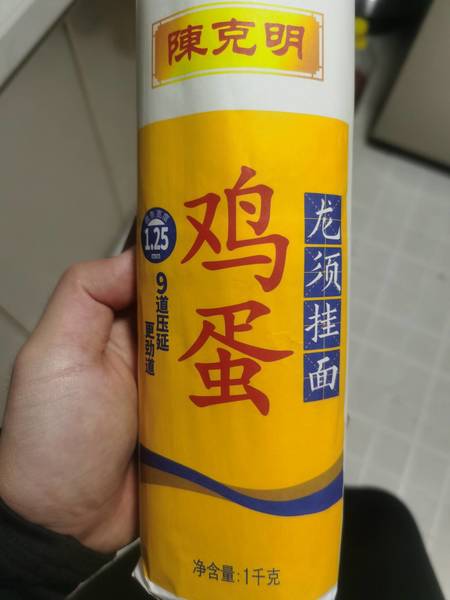 陳克明
鸡蛋
龙须挂面
1.25
mm
9道压延
更劲道
净含量:1千克